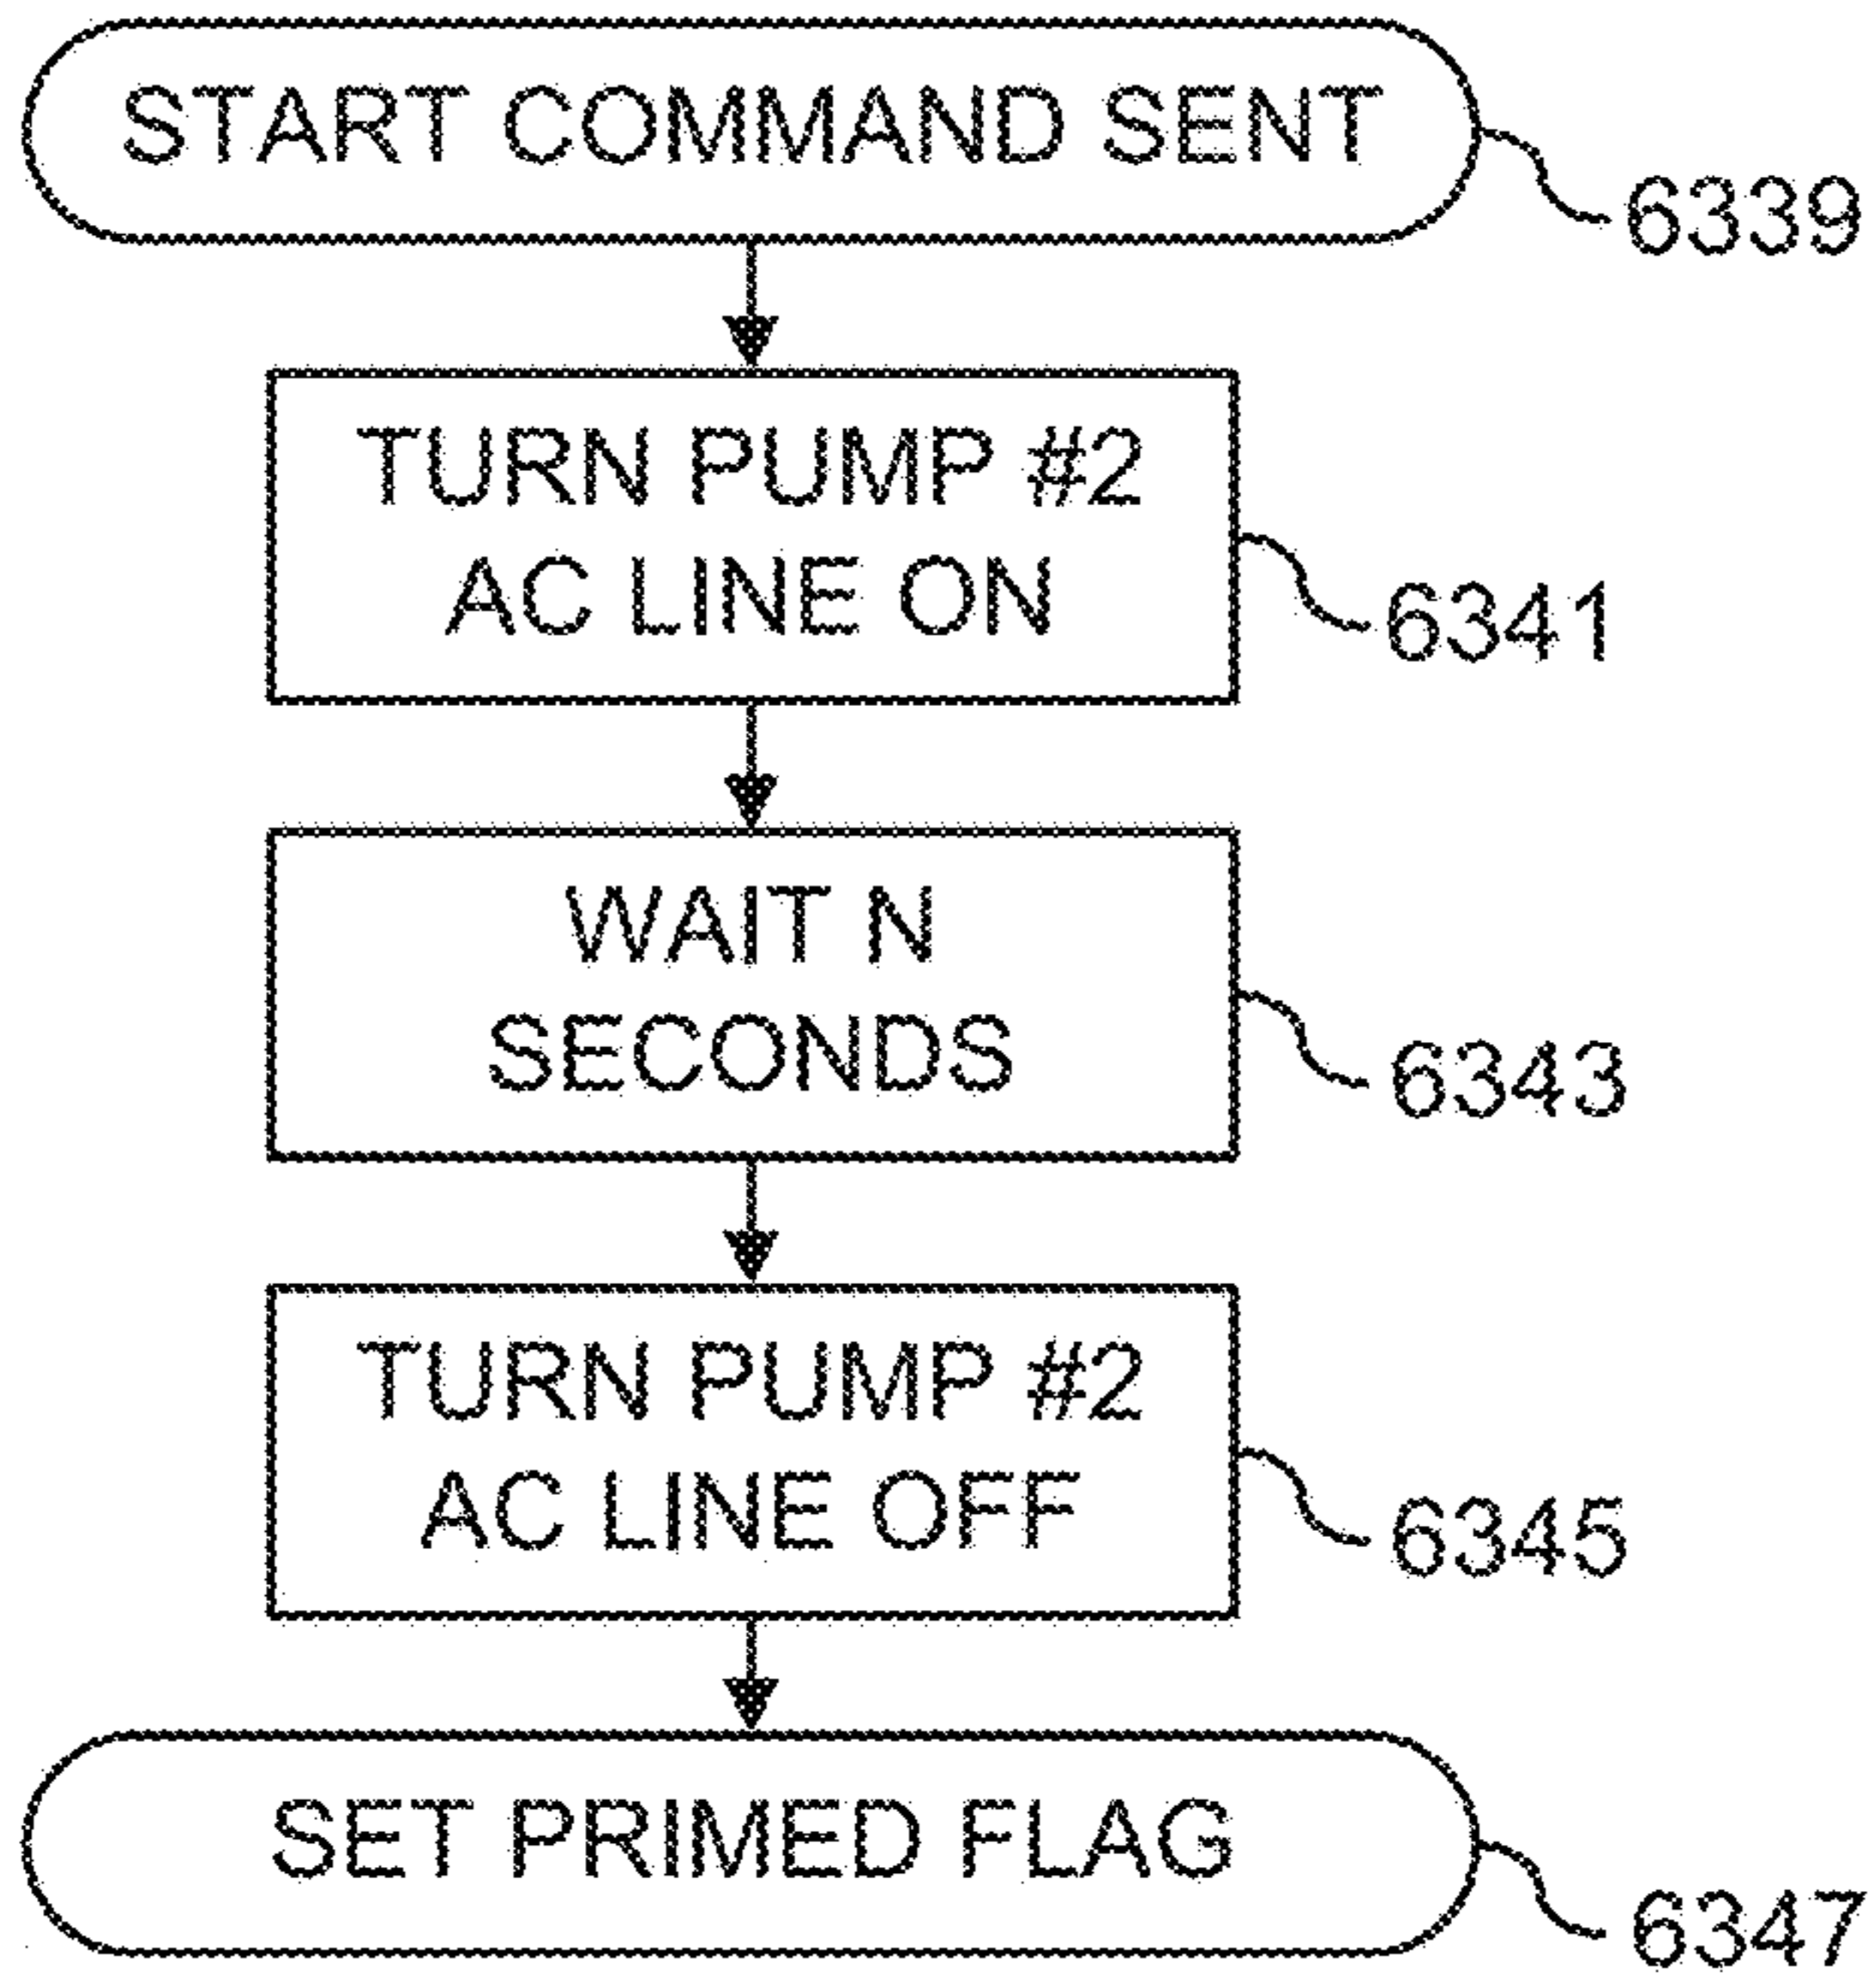 START COMMAND SENT
6339
TURN PUMP #2
AC LINE ON
6341
WAIT N
SECONDS
6343
TURN PUMP #2
AC LINE OFF
6345
SET PRIMED FLAG
6347